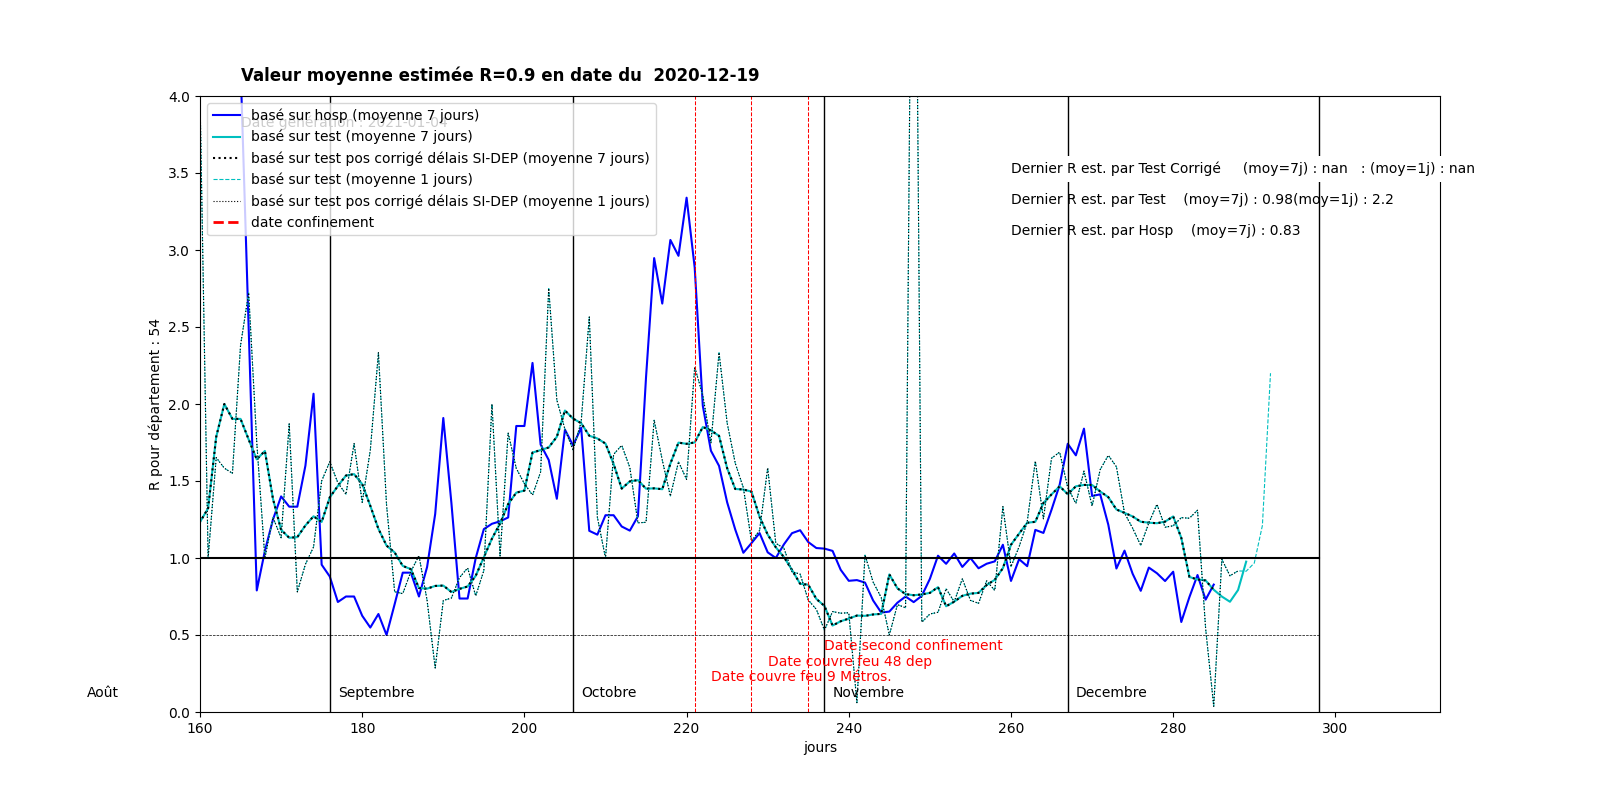 Valeur moyenne estimée R=0.9 en date du  2020-12-19
Date génération : 2021-01-04
basé sur hosp (moyenne 7 jours)
basé sur test (moyenne 7 jours)
basé sur test pos corrigé délais SI-DEP (moyenne 7 jours)
basé sur test (moyenne 1 jours)
basé sur test pos corrigé délais SI-DEP (moyenne 1 jours)
date confinement
Dernier R est. par Test Corrigé     (moy=7j) : nan   : (moy=1j) : nan
Dernier R est. par Test    (moy=7j) : 0.98(moy=1j) : 2.2
Dernier R est. par Hosp    (moy=7j) : 0.83
4.0
3.5
3.0
2.5
2.0
1.5
1.0
0.5
0.0
R pour département : 54
Date second confinement
Date couvre feu 48 dep
Date couvre feu 9 Métros.
Août
Septembre
Octobre
Novembre
Decembre
160
180
200
220
240
260
280
300
jours